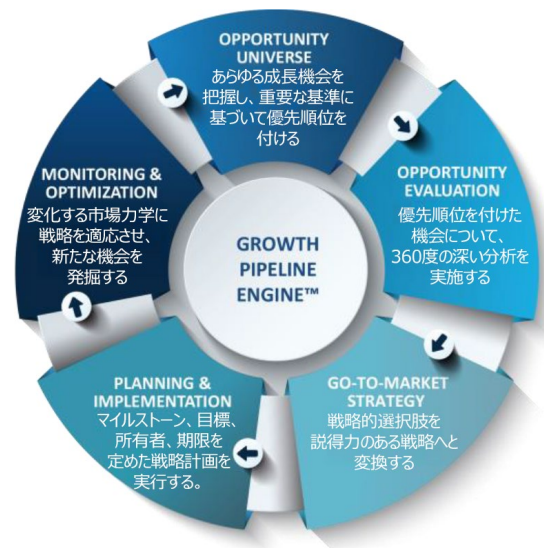 OPPORTUNITY
UNIVERSE
あらゆる成長機会を
把握し、重要な基準に
基づいて優先順位を
付ける
OPPORTUNITY
EVALUATION
優先順位を付けた
機会について、
360度の深い分析を
実施する
GO-TO-MARKET
STRATEGY
戦略的選択肢を
説得力のある戦略へと
変換する
PLANNING &
IMPLEMENTATION
マイルストーン、目標、
所有者、期限を
定めた戦略計画を
実行する。
MONITORING &
OPTIMIZATION
変化する市場力学に
戦略を適応させ、
新たな機会を
発掘する
GROWTH
PIPELINE
ENGINE™